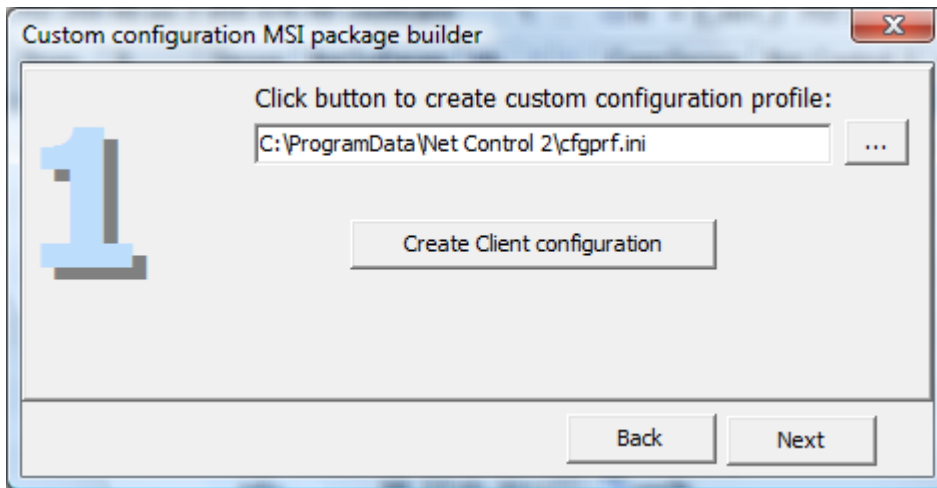 Custom configuration MSI package builder
X
1
Click button to create custom configuration profile:
C:\ProgramData\Net Control 2\cfgprf.ini
...
Create Client configuration
Back
Next